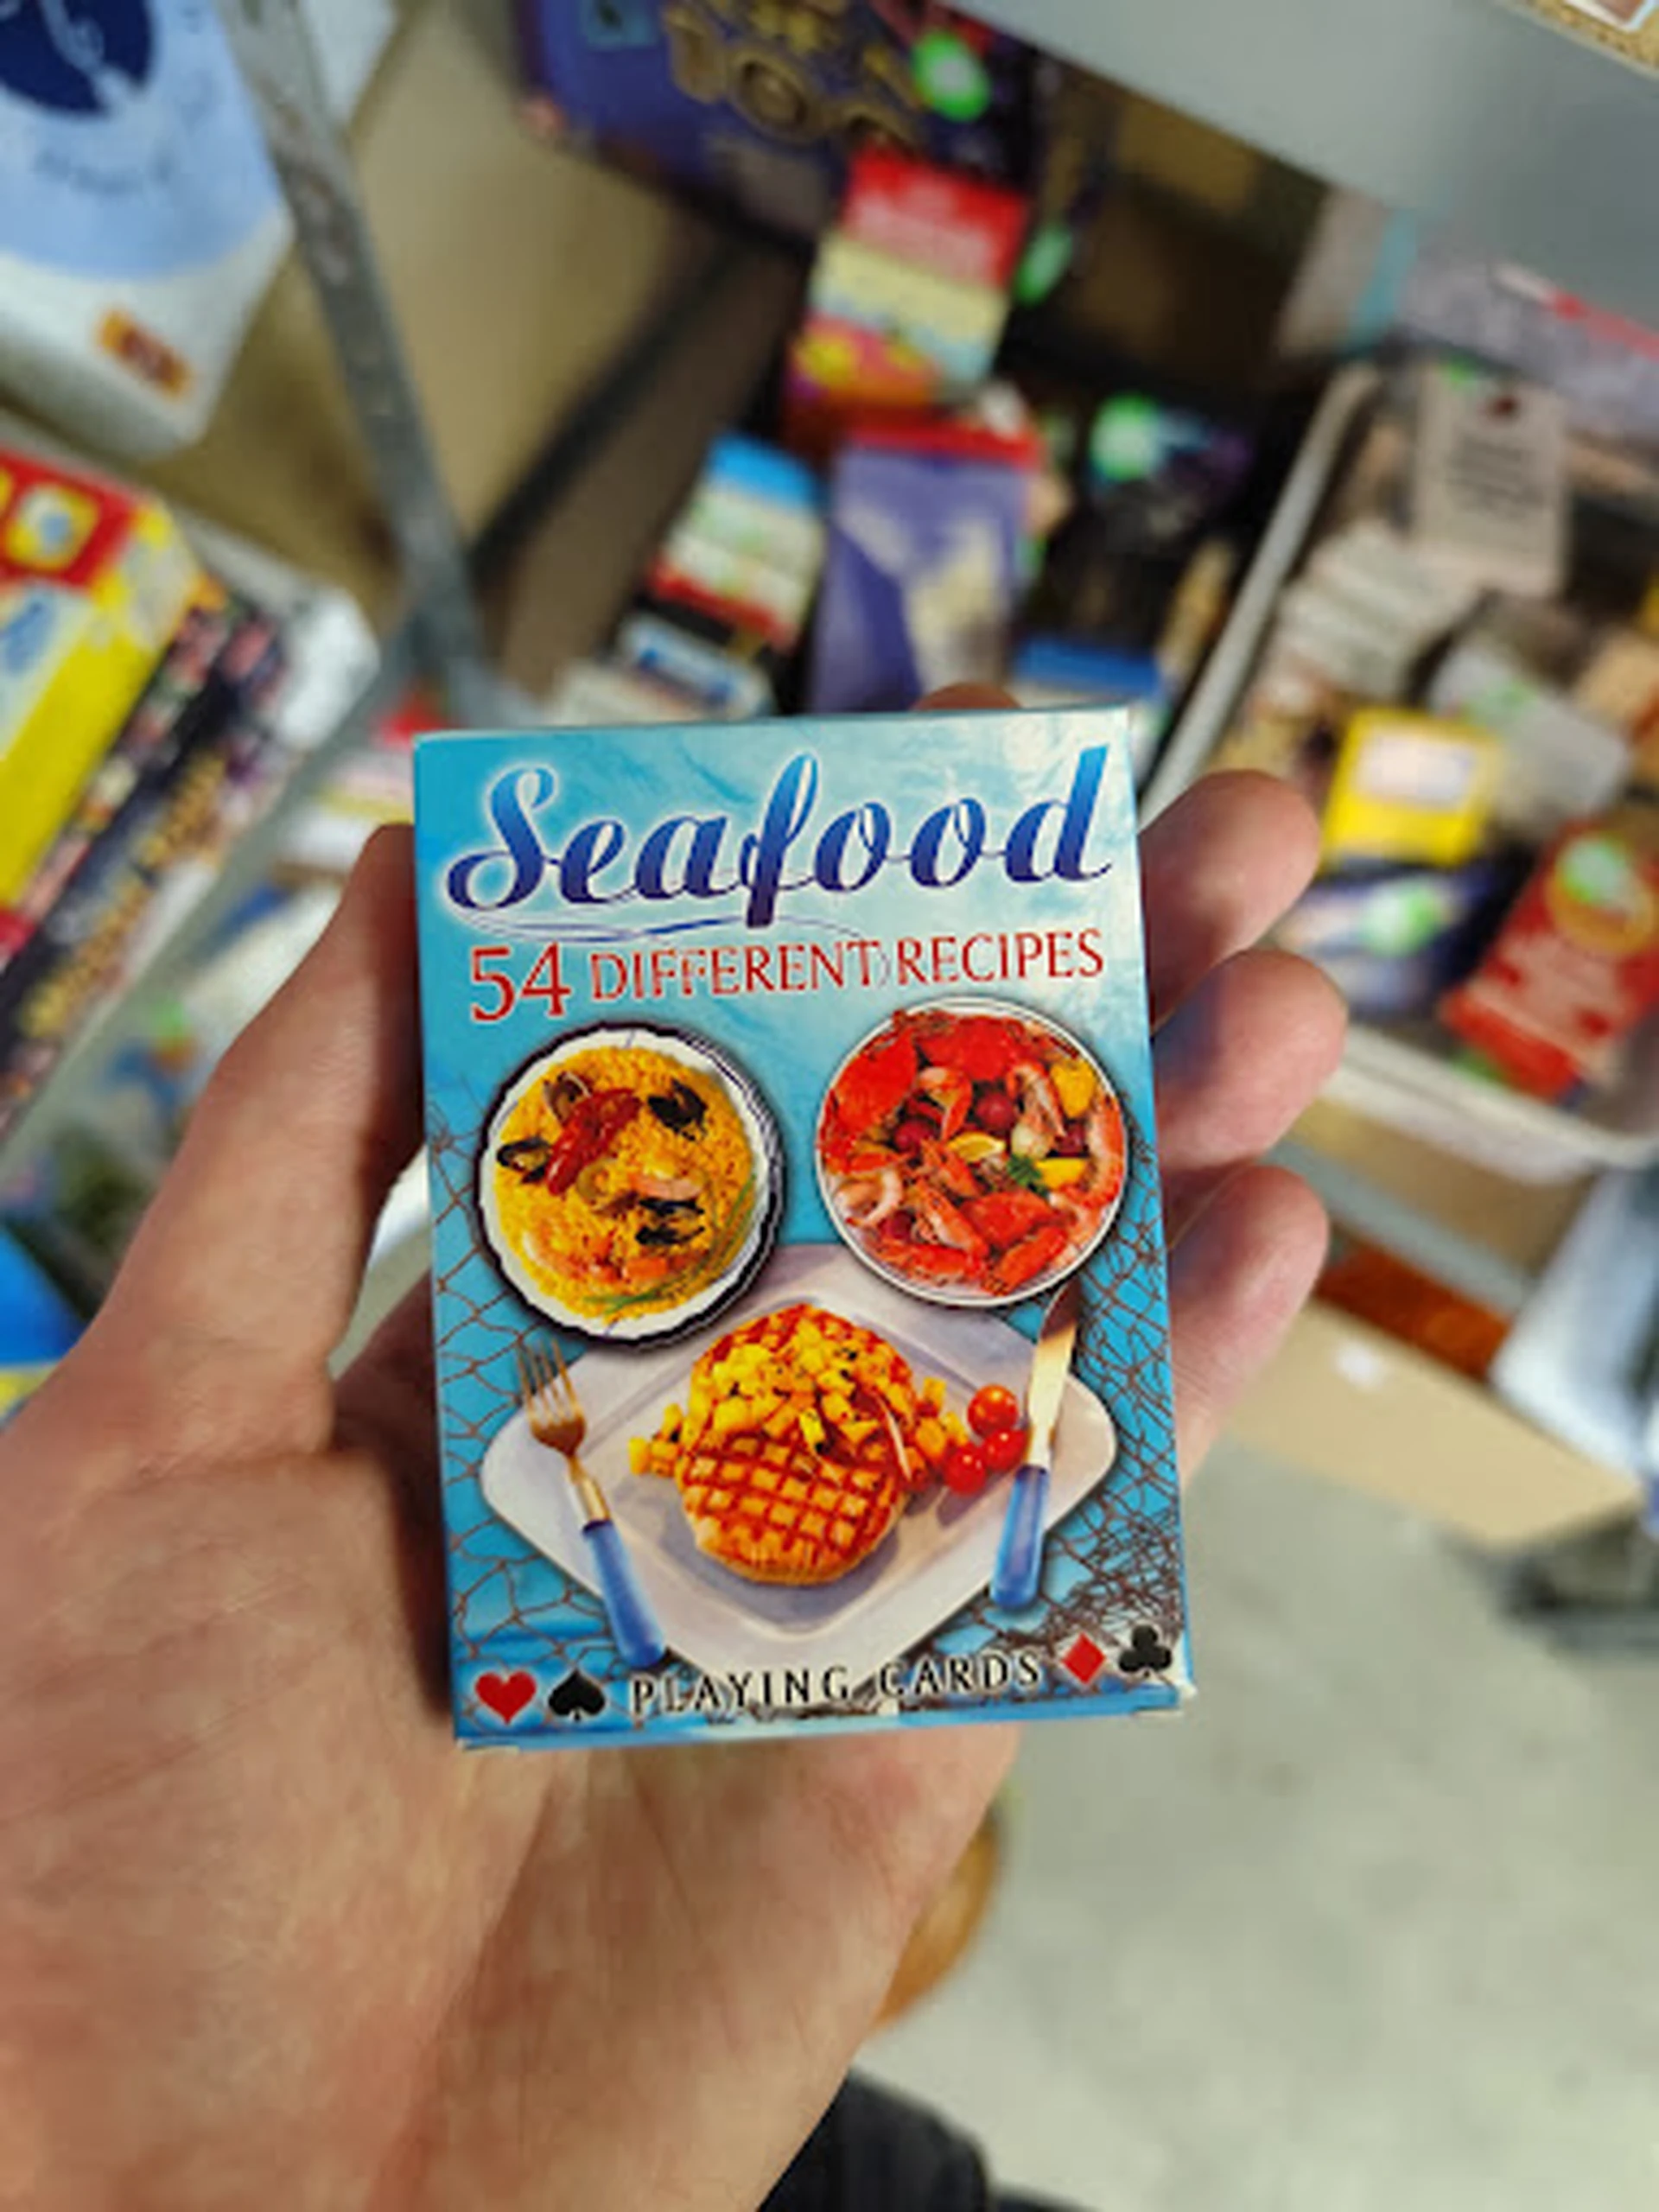 Seafood
54 DIFFERENT RECIPES
PLAYING CARDS